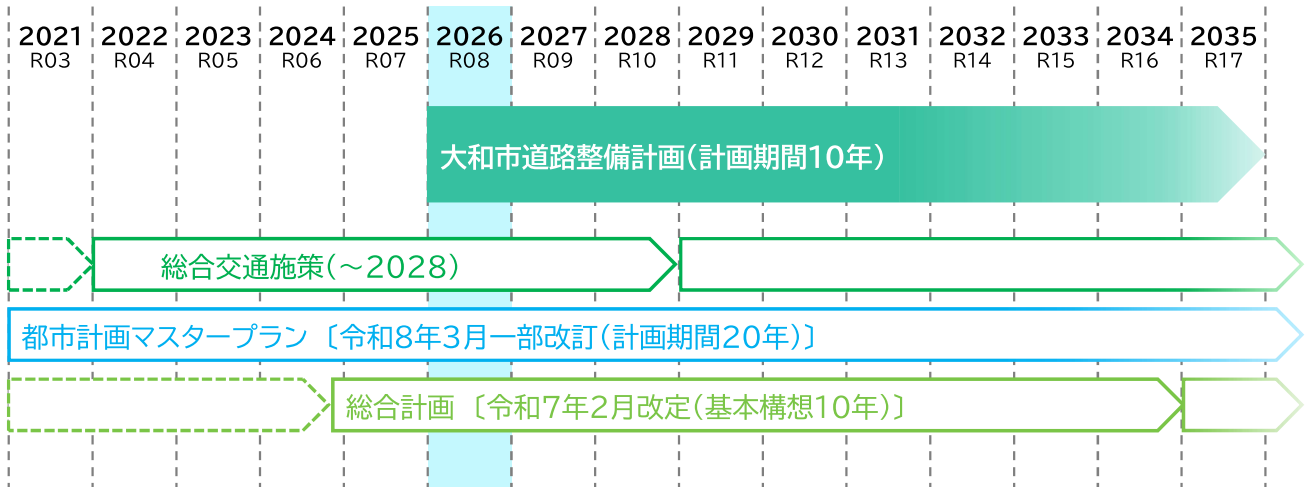 2021 2022 2023 2024 2025 2026 2027 2028 2029 2030 2031 2032 2033 2034 2035
R03 R04 R05 R06 R07 R08 R09 R10 R11 R12 R13 R14 R15 R16 R17
大和市道路整備計画(計画期間10年)
総合交通施策(~2028)
都市計画マスタープラン〔令和8年3月一部改訂(計画期間20年)〕
総合計画〔令和7年2月改定(基本構想10年)〕